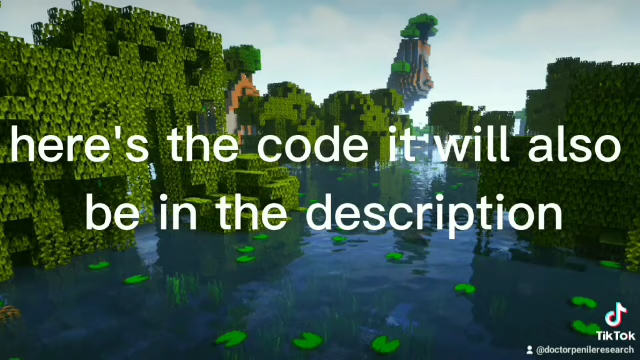 here's the code it will also
be in the description
TikTok
@doctorpenileresearch